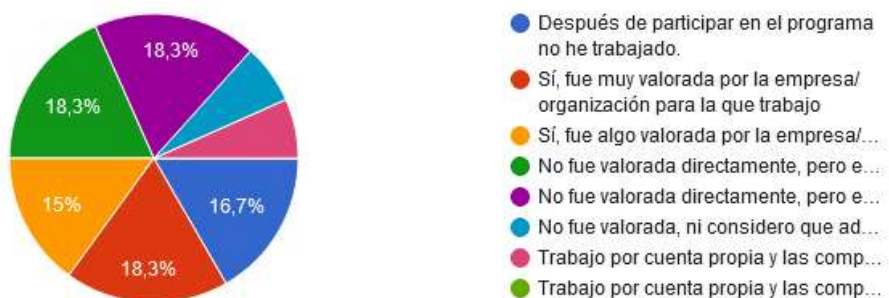 18,3%
18,3%
15%
16,7%
18,3%
Después de participar en el programa
no he trabajado.
Sí, fue muy valorada por la empresa/
organización para la que trabajo
Sí, fue algo valorada por la empresa/...
No fue valorada directamente, pero e...
No fue valorada directamente, pero e...
No fue valorada, ni considero que ad...
Trabajo por cuenta propia y las comp...
Trabajo por cuenta propia y las comp...